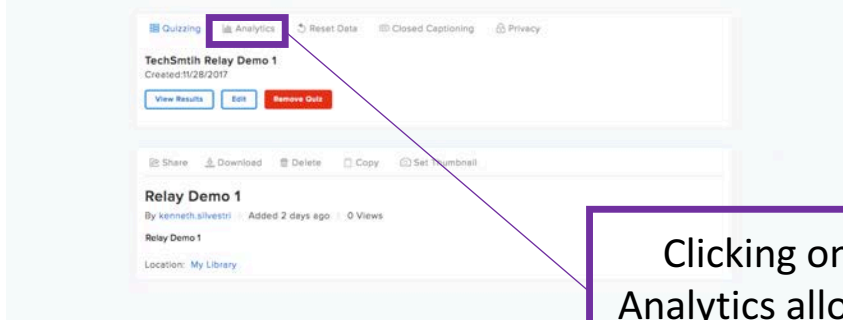 Quizzing Analytics Reset Data Closed Captioning Privacy
TechSmtih Relay Demo 1
Created:11/28/2017
View Results Edit Remove Quiz
Share Download Delete Copy Set Thumbnail
Relay Demo 1
By kenneth.silvestri Added 2 days ago 0 Views
Relay Demo 1
Location: My Library
Clicking on
Analytics allo